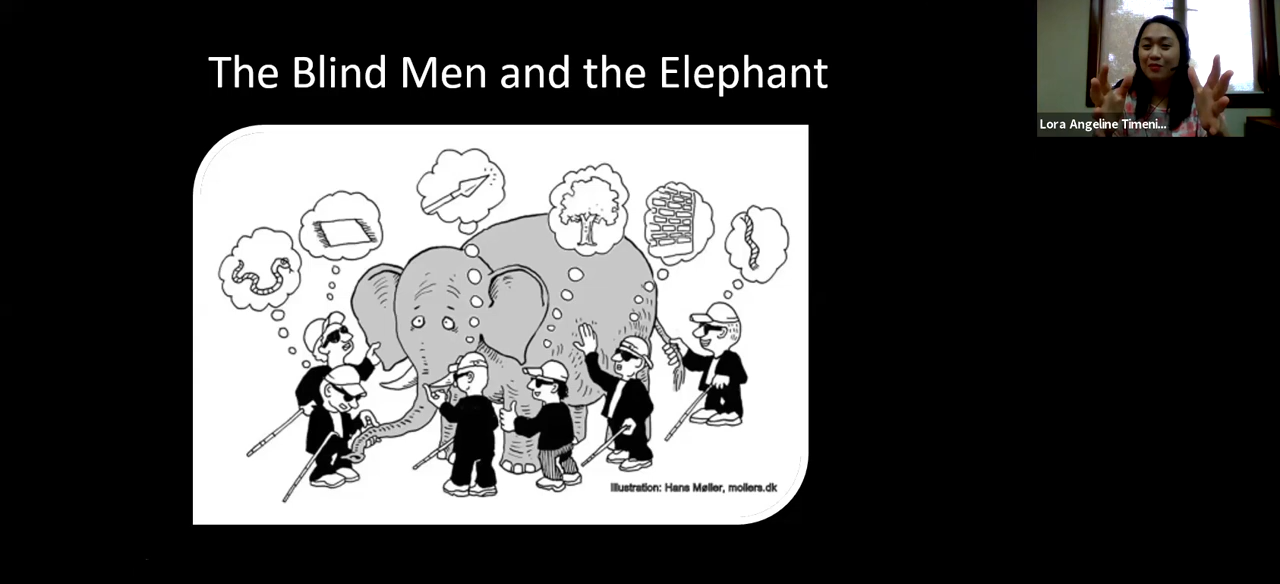 The Blind Men and the Elephant
Lora Angeline Timeni...
Illustration: Hans Møller, mollers.dk